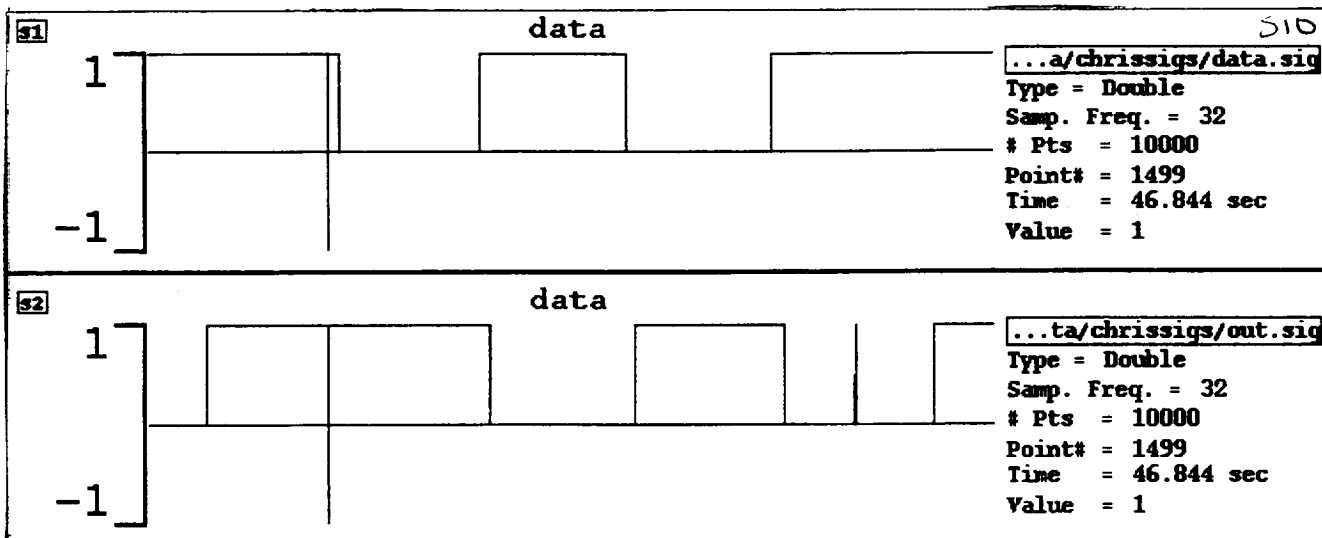 s1
data
S10
1
-1
...a/chrissigs/data.sig
Type = Double
Samp. Freq. = 32
# Pts = 10000
Point# = 1499
Time = 46.844 sec
Value = 1
s2
data
1
-1
...ta/chrissigs/out.sig
Type = Double
Samp. Freq. = 32
# Pts = 10000
Point# = 1499
Time = 46.844 sec
Value = 1